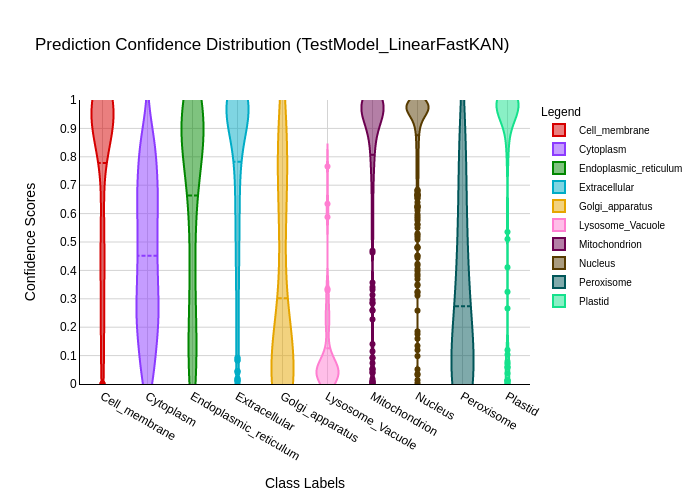 Prediction Confidence Distribution (TestModel_LinearFastKAN)
Legend
Cell_membrane
Cytoplasm
Endoplasmic_reticulum
Extracellular
Golgi_apparatus
Lysosome_Vacuole
Mitochondrion
Nucleus
Peroxisome
Plastid
Confidence Scores
1
0.9
0.8
0.7
0.6
0.5
0.4
0.3
0.2
0.1
0
Cell_membrane
Cytoplasm
Endoplasmic_reticulum
Extracellular
Golgi_apparatus
Lysosome_Vacuole
Mitochondrion
Nucleus
Peroxisome
Plastid
Class Labels